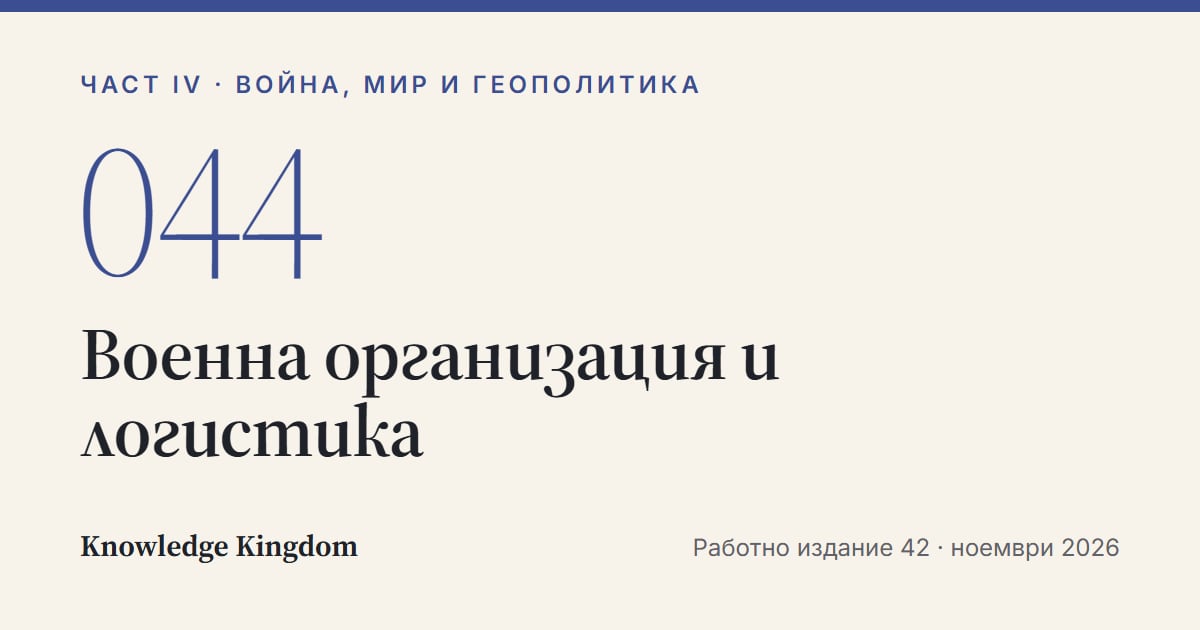 ЧАСТ IV · ВОЙНА, МИР И ГЕОПОЛИТИКА
044
Военна организация и
логистика
Knowledge Kingdom
Работно издание 42 · ноември 2026